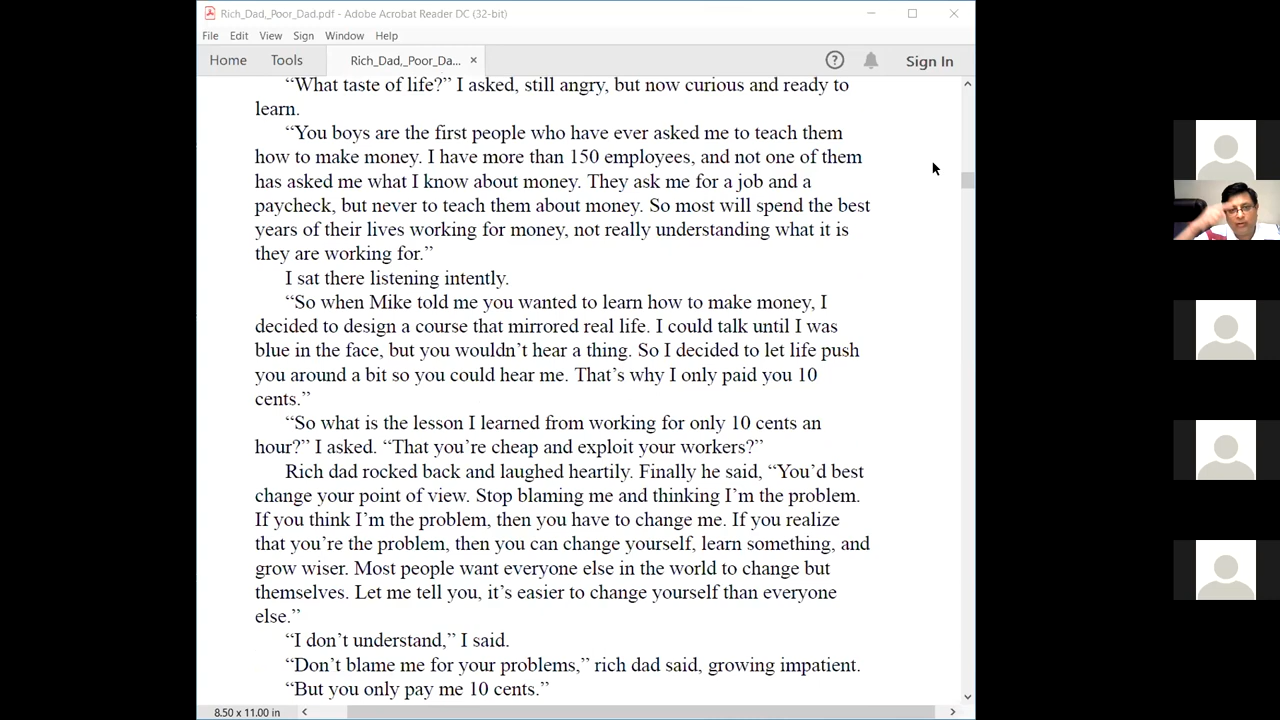 Rich_Dad,_Poor_Dad.pdf - Adobe Acrobat Reader DC (32-bit)
File Edit View Sign Window Help
Home Tools Rich_Dad,_Poor_Da... × Sign In
“What taste of life?” I asked, still angry, but now curious and ready to
learn.
“You boys are the first people who have ever asked me to teach them
how to make money. I have more than 150 employees, and not one of them
has asked me what I know about money. They ask me for a job and a
paycheck, but never to teach them about money. So most will spend the best
years of their lives working for money, not really understanding what it is
they are working for.”
I sat there listening intently.
“So when Mike told me you wanted to learn how to make money, I
decided to design a course that mirrored real life. I could talk until I was
blue in the face, but you wouldn’t hear a thing. So I decided to let life push
you around a bit so you could hear me. That’s why I only paid you 10
cents.”
“So what is the lesson I learned from working for only 10 cents an
hour?” I asked. “That you’re cheap and exploit your workers?”
Rich dad rocked back and laughed heartily. Finally he said, “You’d best
change your point of view. Stop blaming me and thinking I’m the problem.
If you think I’m the problem, then you have to change me. If you realize
that you’re the problem, then you can change yourself, learn something, and
grow wiser. Most people want everyone else in the world to change but
themselves. Let me tell you, it’s easier to change yourself than everyone
else.”
“I don’t understand,” I said.
“Don’t blame me for your problems,” rich dad said, growing impatient.
“But you only pay me 10 cents.”
8.50 x 11.00 in